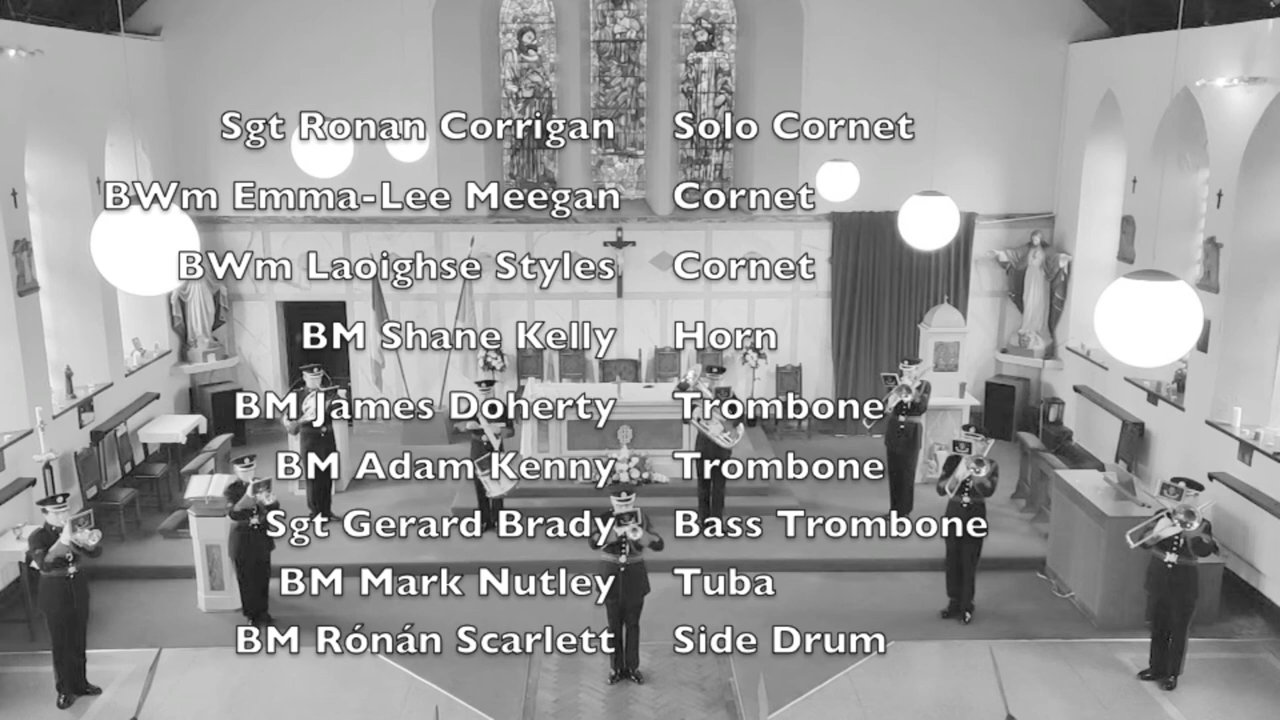 Sgt Ronan Corrigan Solo Cornet
BWm Emma-Lee Meegan Cornet
BWm Laoighse Styles Cornet
BM Shane Kelly Horn
BM James Doherty Trombone
BM Adam Kenny Trombone
Sgt Gerard Brady Bass Trombone
BM Mark Nutley Tuba
BM Rónán Scarlett Side Drum